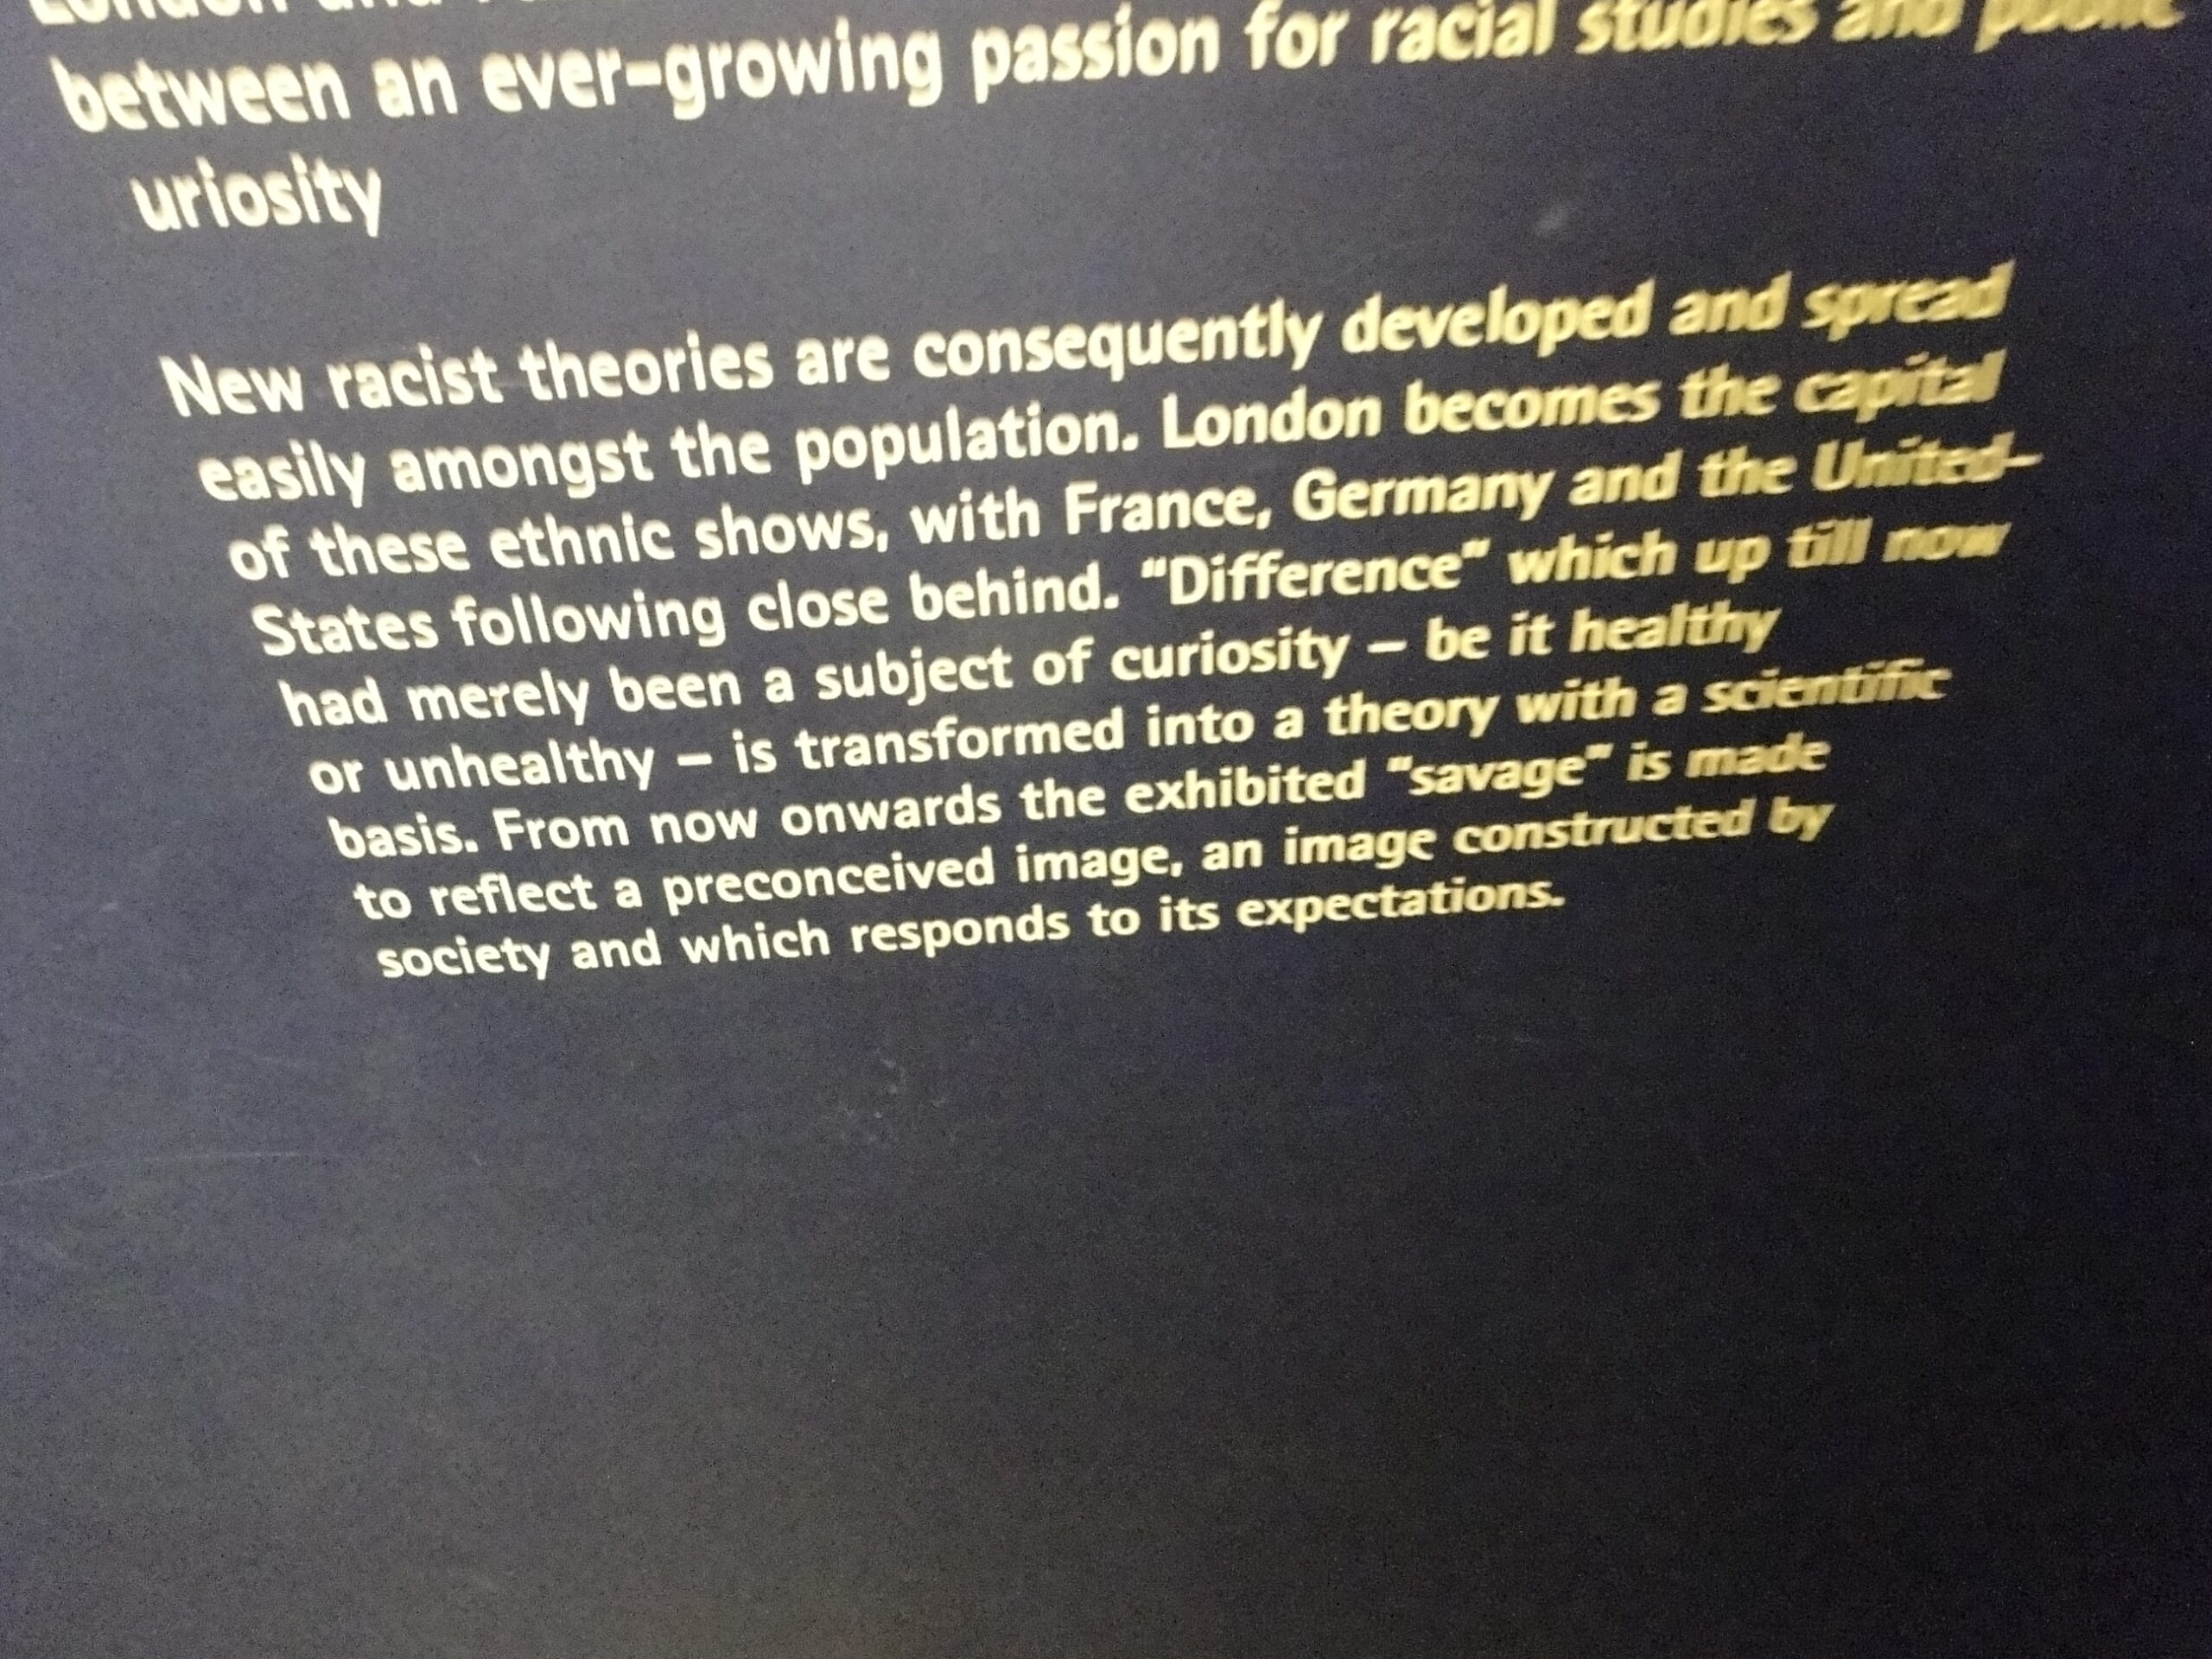 London and
between an ever-growing passion for racial studies and public
uriosity
New racist theories are consequently developed and spread
easily amongst the population. London becomes the capital
of these ethnic shows, with France, Germany and the United-
States following close behind. “Difference” which up till now
had merely been a subject of curiosity – be it healthy
or unhealthy – is transformed into a theory with a scientific
basis. From now onwards the exhibited “savage” is made
to reflect a preconceived image, an image constructed by
society and which responds to its expectations.